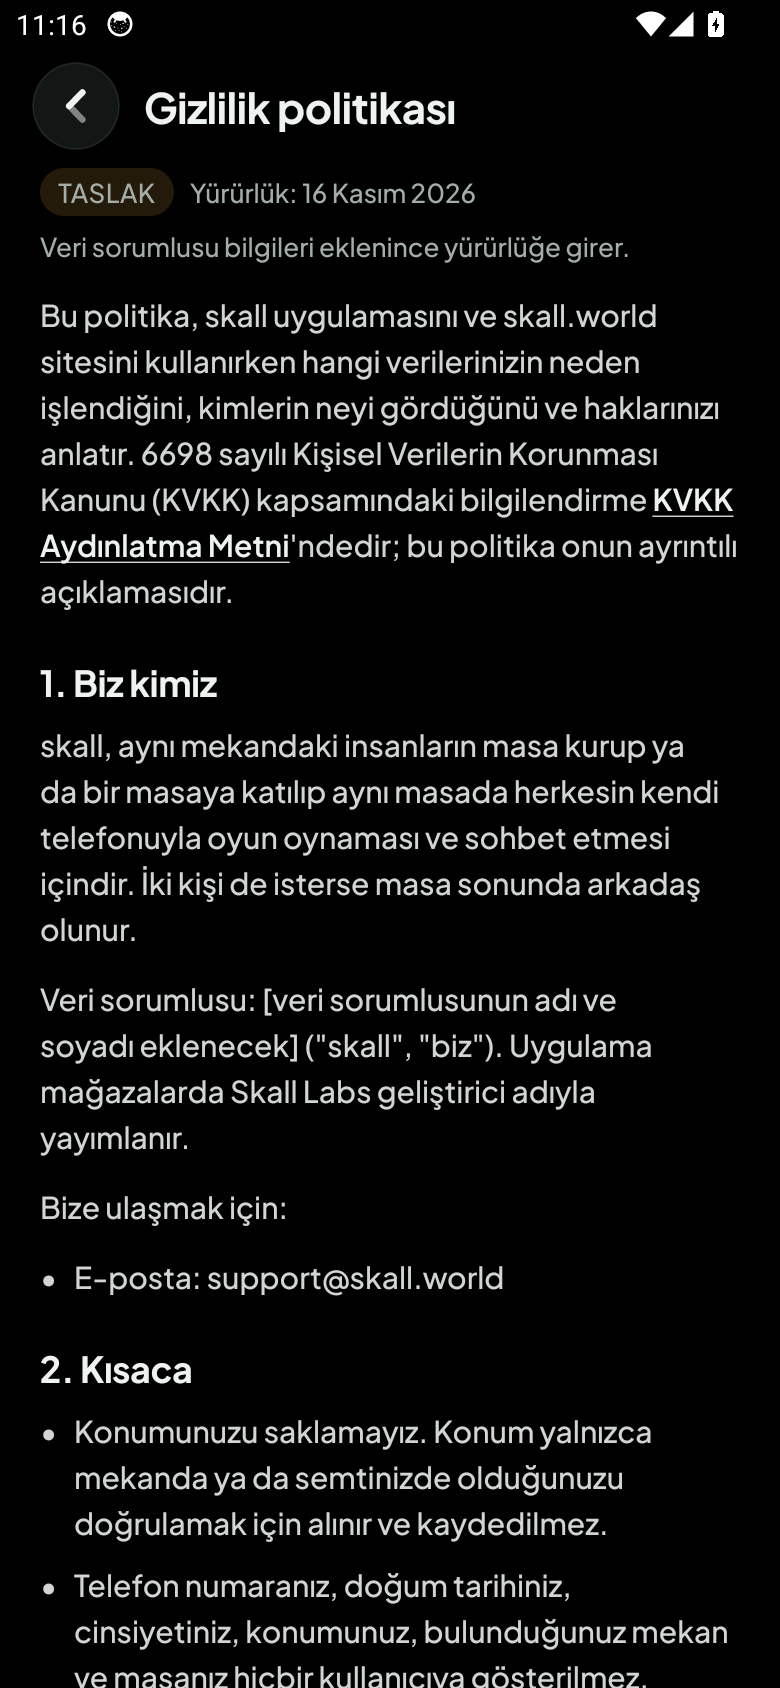 11:16
Gizlilik politikası
TASLAK Yürürlük: 16 Kasım 2026
Veri sorumlusu bilgileri eklenince yürürlüğe girer.
Bu politika, skall uygulamasını ve skall.world
sitesini kullanırken hangi verilerinizin neden
işlendiğini, kimlerin neyi gördüğünü ve haklarınızı
anlatır. 6698 sayılı Kişisel Verilerin Korunması
Kanunu (KVKK) kapsamındaki bilgilendirme KVKK
Aydınlatma Metni'ndedir; bu politika onun ayrıntılı
açıklamasıdır.
1. Biz kimiz
skall, aynı mekandaki insanların masa kurup ya
da bir masaya katılıp aynı masada herkesin kendi
telefonuyla oyun oynaması ve sohbet etmesi
içindir. İki kişi de isterse masa sonunda arkadaş
olunur.
Veri sorumlusu: [veri sorumlusunun adı ve
soyadı eklenecek] ("skall", "biz"). Uygulama
mağazalarda Skall Labs geliştirici adıyla
yayımlanır.
Bize ulaşmak için:
• E-posta: support@skall.world
2. Kısaca
• Konumunuzu saklamayız. Konum yalnızca
mekanda ya da semtinizde olduğunuzu
doğrulamak için alınır ve kaydedilmez.
• Telefon numaranız, doğum tarihiniz,
cinsiyetiniz, konumunuz, bulunduğunuz mekan
ve masanız hiçbir kullanıcıya gösterilmez.